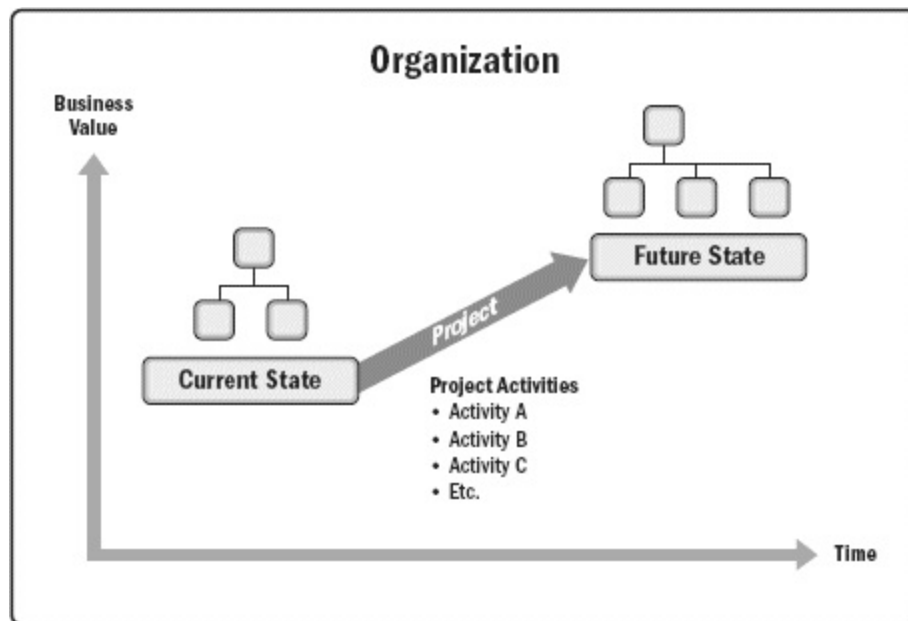 Organization
Business
Value
Future State
Project
Current State
Project Activities
• Activity A
• Activity B
• Activity C
• Etc.
Time